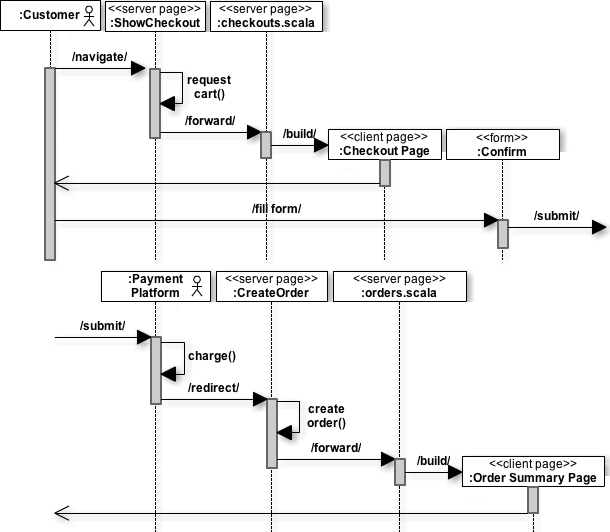 :Customer
<<server page>>
:ShowCheckout
<<server page>>
:checkouts.scala
/navigate/
request
cart()
/forward/
/build/
<<client page>>
:Checkout Page
<<form>>
:Confirm
/fill form/
/submit/
:Payment
Platform
<<server page>>
:CreateOrder
<<server page>>
:orders.scala
/submit/
charge()
/redirect/
create
order()
/forward/
/build/
<<client page>>
:Order Summary Page